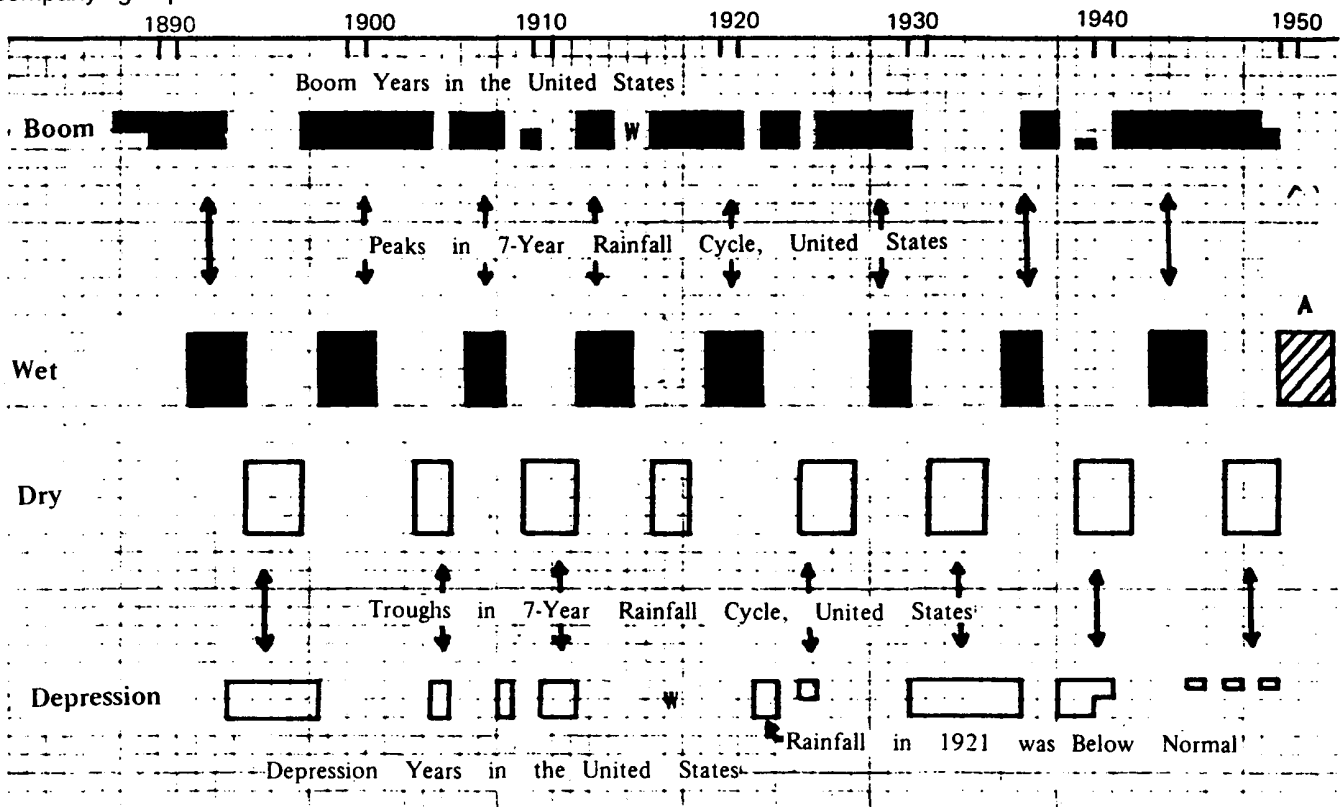 1890 1900 1910 1920 1930 1940 1950
Boom Years in the United States
Boom W
Peaks in 7-Year Rainfall Cycle, United States
A
Wet
Dry
Troughs in 7-Year Rainfall Cycle, United States
Depression W
Rainfall in 1921 was Below Normal
Depression Years in the United States